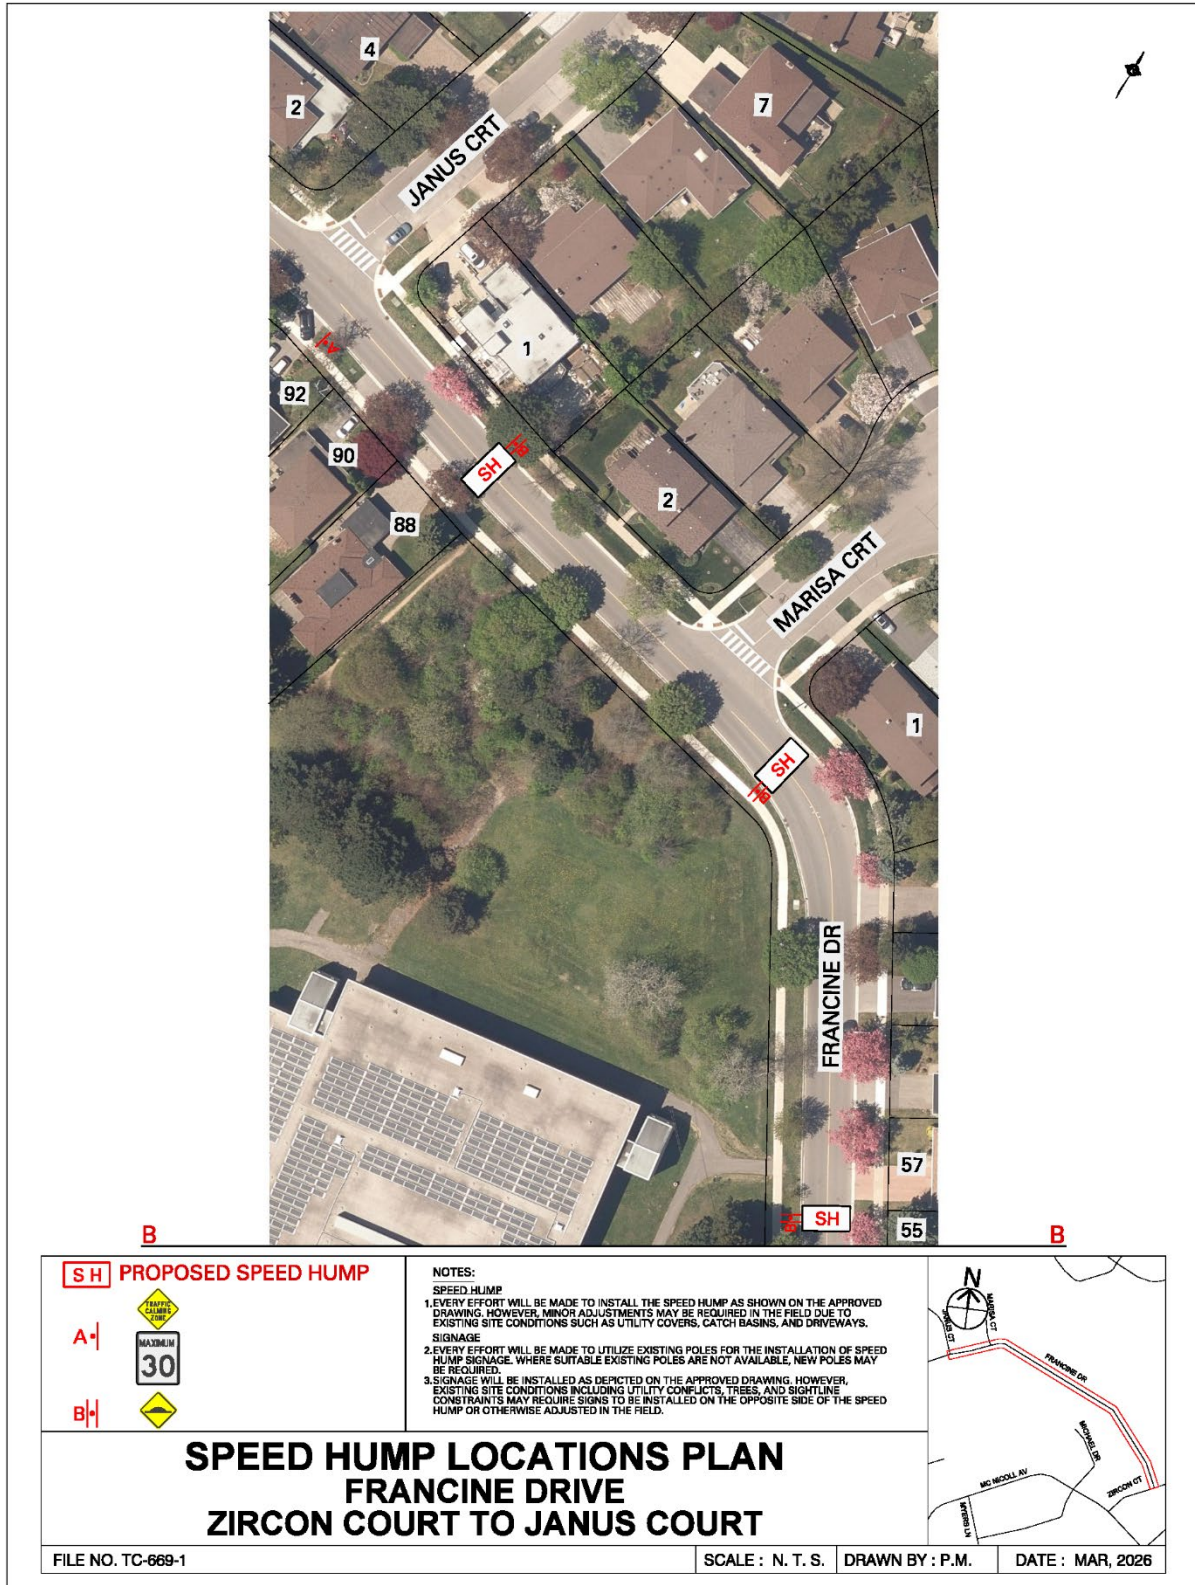 4
2
7
JANUS CRT
A
1
92
90
SH
B
88
2
MARISA CRT
1
SH
B
FRANCINE DR
57
B
SH
55
B
B
SH PROPOSED SPEED HUMP
TRAFFIC
CALMING
ZONE
A
MAXIMUM
30
B
NOTES:
SPEED HUMP
1. EVERY EFFORT WILL BE MADE TO INSTALL THE SPEED HUMP AS SHOWN ON THE APPROVED
DRAWING. HOWEVER, MINOR ADJUSTMENTS MAY BE REQUIRED IN THE FIELD DUE TO
EXISTING SITE CONDITIONS SUCH AS UTILITY COVERS, CATCH BASINS, AND DRIVEWAYS.
SIGNAGE
2. EVERY EFFORT WILL BE MADE TO UTILIZE EXISTING POLES FOR THE INSTALLATION OF SPEED
HUMP SIGNAGE. WHERE SUITABLE EXISTING POLES ARE NOT AVAILABLE, NEW POLES MAY
BE REQUIRED.
3. SIGNAGE WILL BE INSTALLED AS DEPICTED ON THE APPROVED DRAWING. HOWEVER,
EXISTING SITE CONDITIONS INCLUDING UTILITY CONFLICTS, TREES, AND SIGHTLINE
CONSTRAINTS MAY REQUIRE SIGNS TO BE INSTALLED ON THE OPPOSITE SIDE OF THE SPEED
HUMP OR OTHERWISE ADJUSTED IN THE FIELD.
N
JANUS CT
MARISA CT
FRANCINE DR
MICHAEL DR
MC NICOLL AV
ZIRCON CT
MYERS LN
SPEED HUMP LOCATIONS PLAN
FRANCINE DRIVE
ZIRCON COURT TO JANUS COURT
FILE NO. TC-669-1
SCALE : N. T. S.
DRAWN BY : P.M.
DATE : MAR, 2026